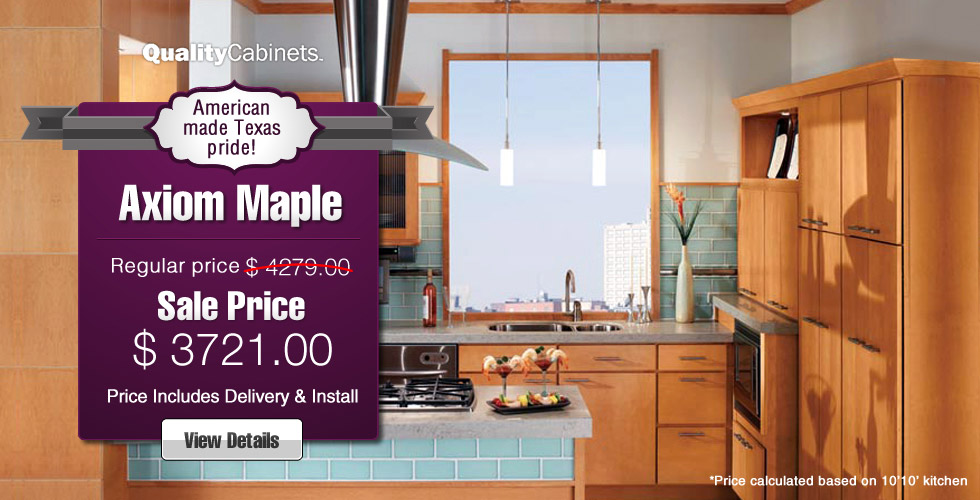 QualityCabinets.
American
made Texas
pride!
Axiom Maple
Regular price $ 4279.00
Sale Price
$ 3721.00
Price Includes Delivery & Install
View Details
*Price calculated based on 10'10' kitchen